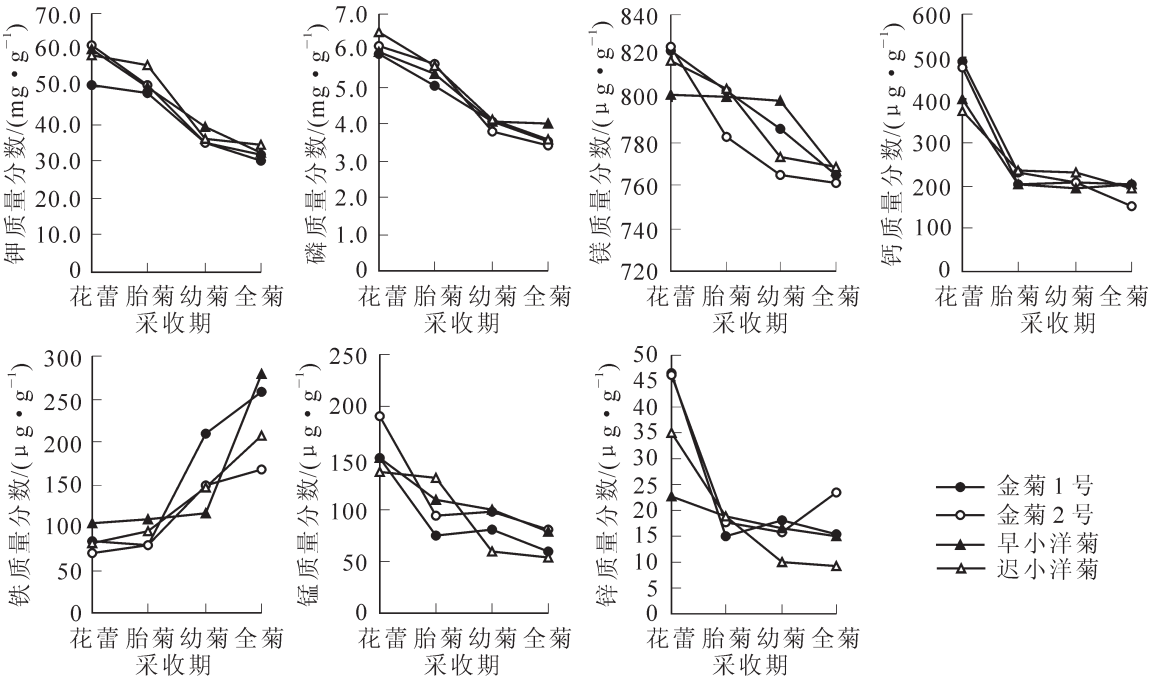 钾质量分数/(mg·g⁻¹)
70.0
60.0
50.0
40.0
30.0
20.0
10.0
0
花蕾 胎菊 幼菊 全菊
采收期
磷质量分数/(mg·g⁻¹)
7.0
6.0
5.0
4.0
3.0
2.0
1.0
0
花蕾 胎菊 幼菊 全菊
采收期
镁质量分数/(μg·g⁻¹)
840
820
800
780
760
740
720
花蕾 胎菊 幼菊 全菊
采收期
钙质量分数/(μg·g⁻¹)
600
500
400
300
200
100
0
花蕾 胎菊 幼菊 全菊
采收期
铁质量分数/(μg·g⁻¹)
300
250
200
150
100
50
0
花蕾 胎菊 幼菊 全菊
采收期
锰质量分数/(μg·g⁻¹)
250
200
150
100
50
0
花蕾 胎菊 幼菊 全菊
采收期
锌质量分数/(μg·g⁻¹)
50
45
40
35
30
25
20
15
10
5
0
花蕾 胎菊 幼菊 全菊
采收期
金菊1号
金菊2号
早小洋菊
迟小洋菊